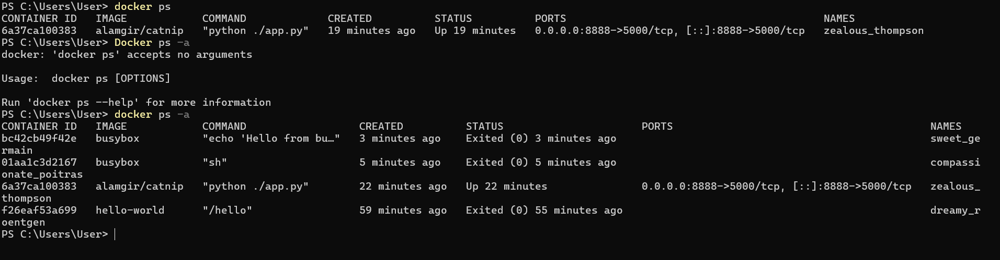 PS C:\Users\User> docker ps
CONTAINER ID   IMAGE            COMMAND             CREATED          STATUS          PORTS                                         NAMES
6a37ca100383   alamgir/catnip   "python ./app.py"   19 minutes ago   Up 19 minutes   0.0.0.0:8888->5000/tcp, [::]:8888->5000/tcp   zealous_thompson
PS C:\Users\User> Docker ps –a
docker: 'docker ps' accepts no arguments

Usage:  docker ps [OPTIONS]

Run 'docker ps --help' for more information
PS C:\Users\User> docker ps -a
CONTAINER ID   IMAGE            COMMAND                  CREATED          STATUS                      PORTS                                         NAMES
bc42cb49f42e   busybox          "echo 'Hello from bu…"   3 minutes ago    Exited (0) 3 minutes ago                                                  sweet_ge
rmain
01aa1c3d2167   busybox          "sh"                     5 minutes ago    Exited (0) 5 minutes ago                                                  compassi
onate_poitras
6a37ca100383   alamgir/catnip   "python ./app.py"        22 minutes ago   Up 22 minutes               0.0.0.0:8888->5000/tcp, [::]:8888->5000/tcp   zealous_
thompson
f26eaf53a699   hello-world      "/hello"                 59 minutes ago   Exited (0) 55 minutes ago                                                 dreamy_r
oentgen
PS C:\Users\User>